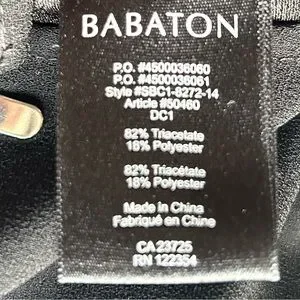 BABATON
P.O. #4500036060
P.O. #4500036061
Style #SBC1-8272-14
Article #50460
DC1
82% Triacetate
18% Polyester
82% Triacétate
18% Polyester
Made in China
Fabriqué en Chine
CA 23725
RN 122354